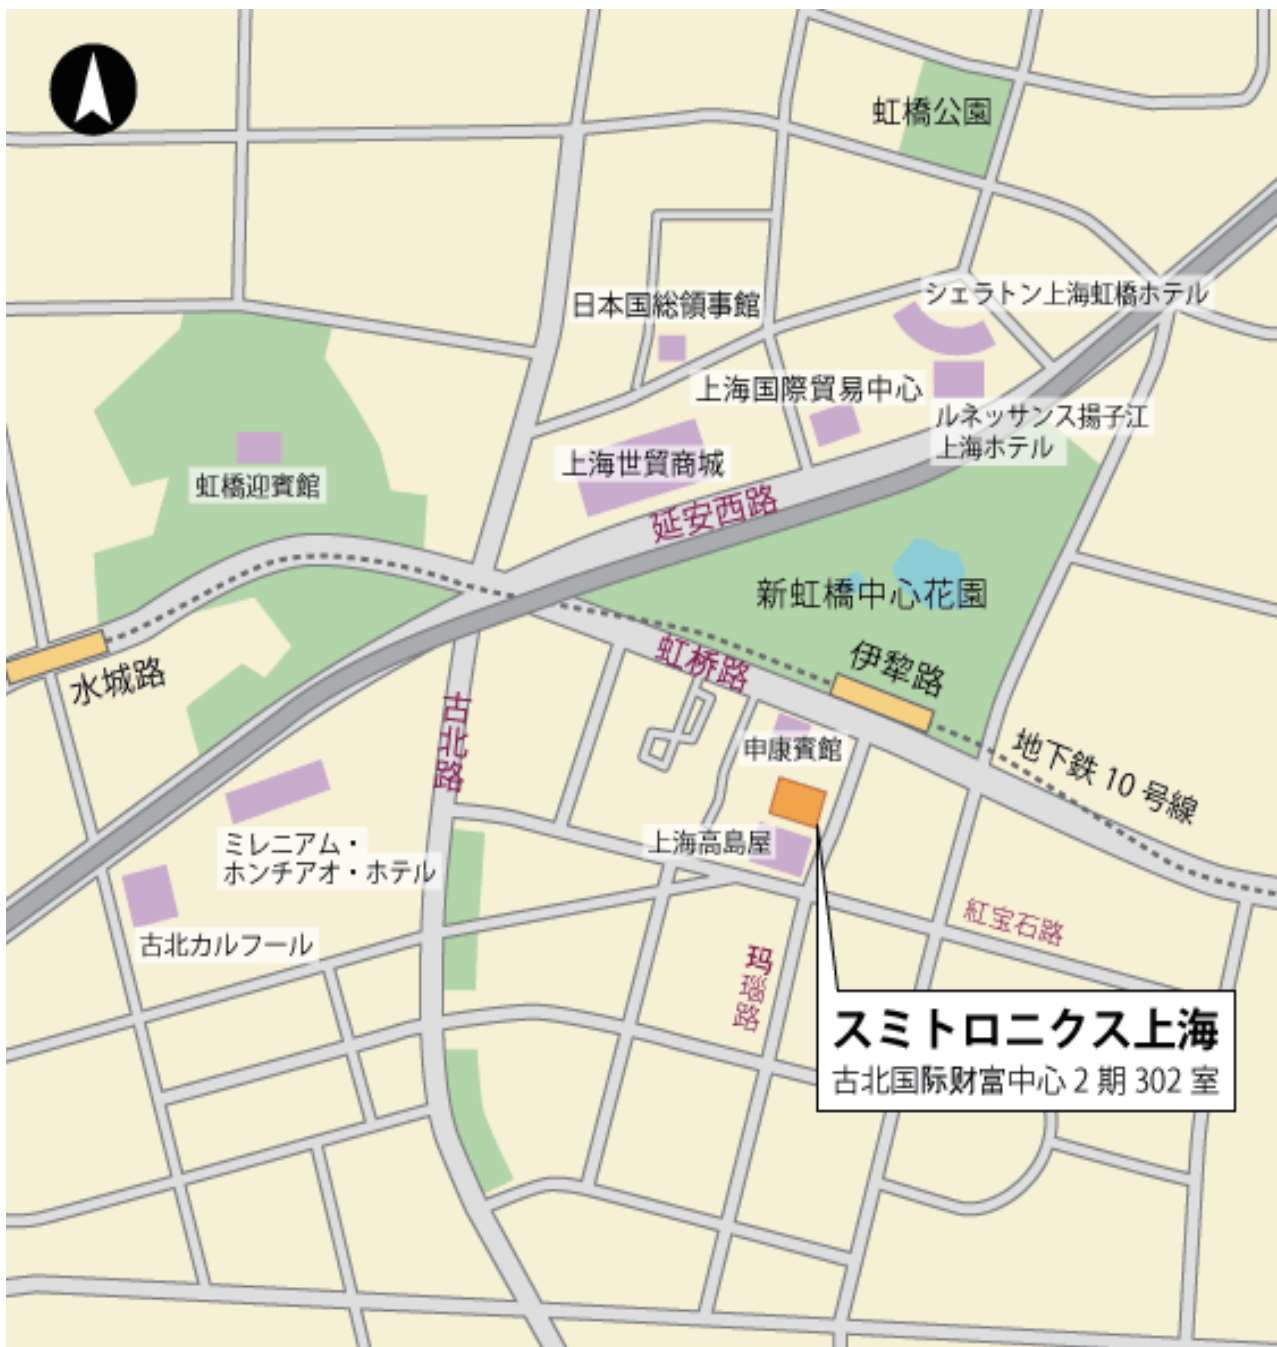 虹橋公園
シェラトン上海虹橋ホテル
日本国総領事館
上海国際貿易中心
ルネッサンス揚子江
上海ホテル
上海世貿商城
虹橋迎賓館
延安西路
新虹橋中心花園
虹桥路
伊犂路
水城路
古北路
地下鉄 10 号線
申康賓館
ミレニアム・
ホンチアオ・ホテル
上海高島屋
古北カルフール
紅宝石路
玛瑙路
スミトロニクス上海
古北国际财富中心 2 期 302 室